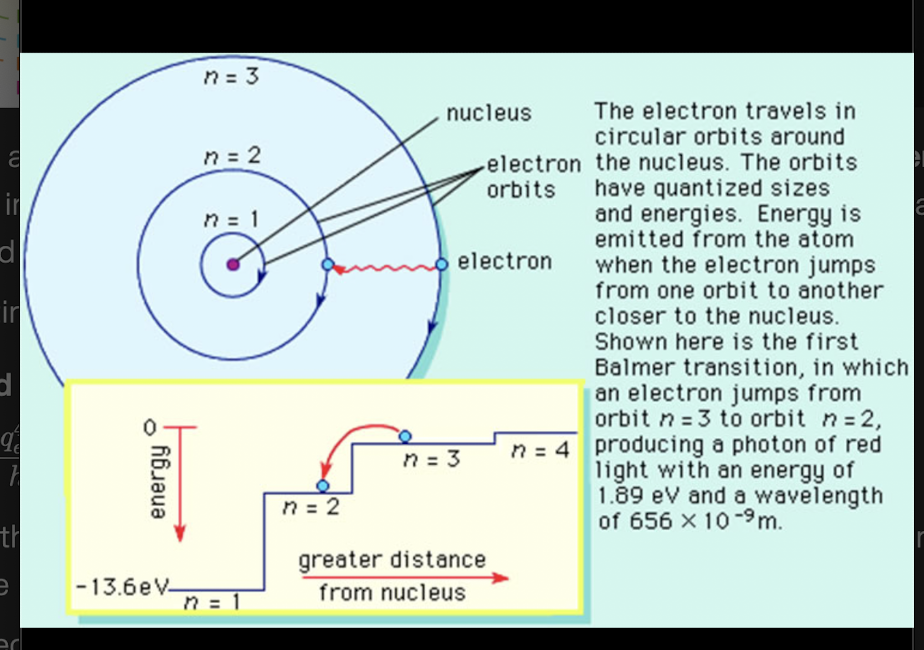 n = 3
n = 2
n = 1
nucleus
electron
orbits
electron
The electron travels in
circular orbits around
the nucleus. The orbits
have quantized sizes
and energies. Energy is
emitted from the atom
when the electron jumps
from one orbit to another
closer to the nucleus.
Shown here is the first
Balmer transition, in which
an electron jumps from
orbit n = 3 to orbit n = 2,
producing a photon of red
light with an energy of
1.89 eV and a wavelength
of 656 × 10⁻⁹m.
0
energy
-13.6eV
n = 1
n = 2
n = 3
n = 4
greater distance
from nucleus